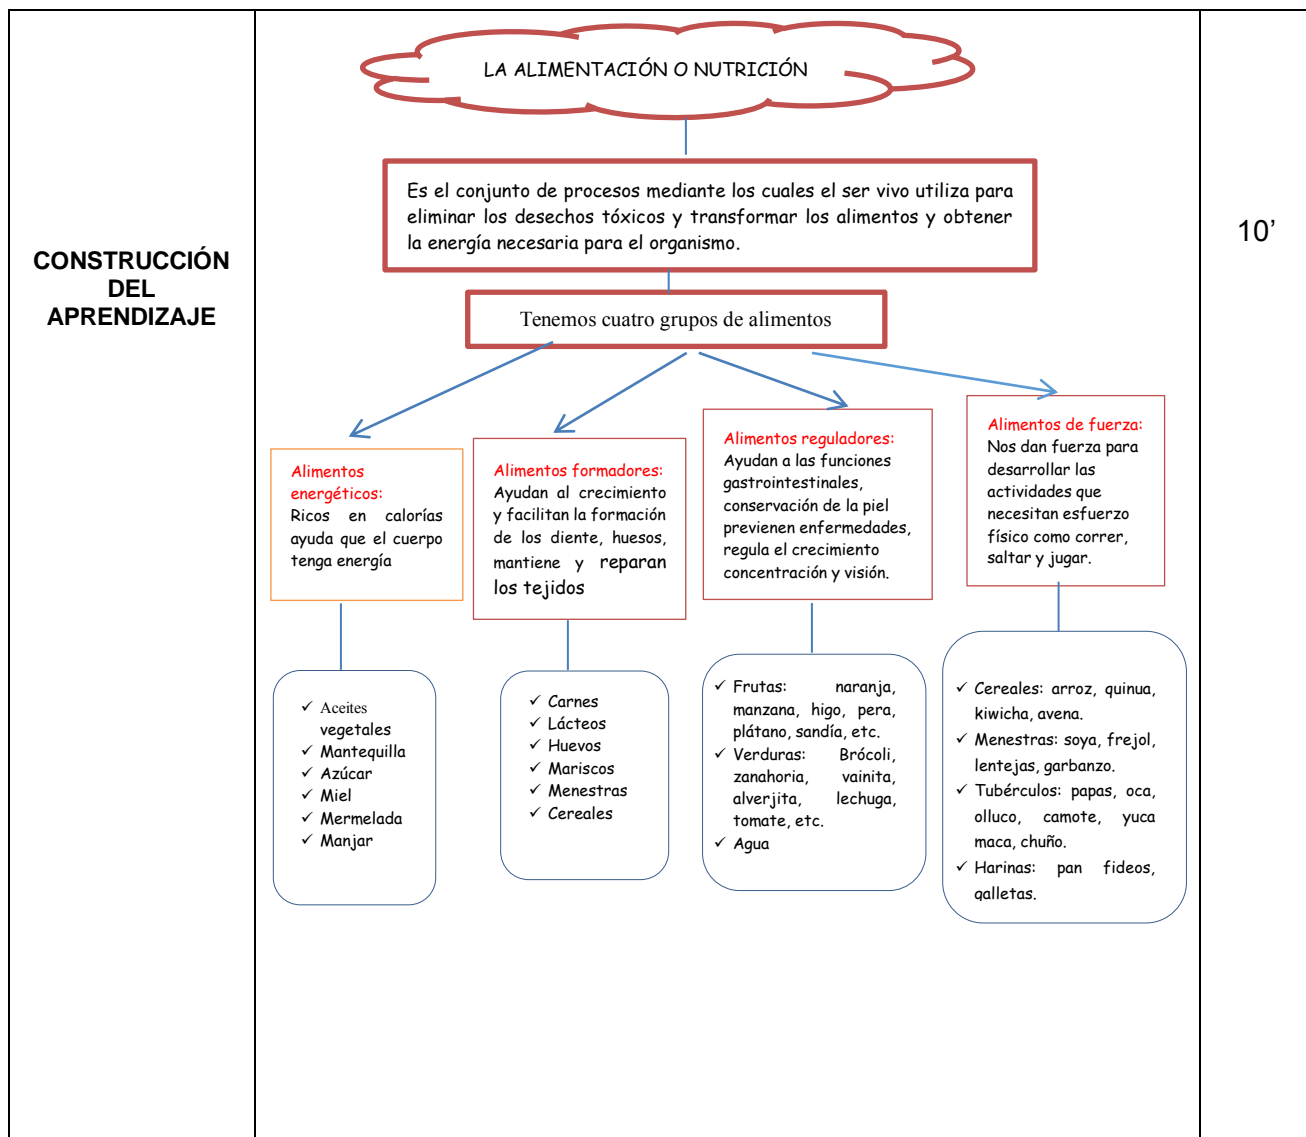 CONSTRUCCIÓN
DEL
APRENDIZAJE
LA ALIMENTACIÓN O NUTRICIÓN
Es el conjunto de procesos mediante los cuales el ser vivo utiliza para
eliminar los desechos tóxicos y transformar los alimentos y obtener
la energía necesaria para el organismo.
Tenemos cuatro grupos de alimentos
Alimentos
energéticos:
Ricos en calorías
ayuda que el cuerpo
tenga energía
Alimentos formadores:
Ayudan al crecimiento
y facilitan la formación
de los diente, huesos,
mantiene y reparan
los tejidos
Alimentos reguladores:
Ayudan a las funciones
gastrointestinales,
conservación de la piel
previenen enfermedades,
regula el crecimiento
concentración y visión.
Alimentos de fuerza:
Nos dan fuerza para
desarrollar las
actividades que
necesitan esfuerzo
físico como correr,
saltar y jugar.
✓ Aceites
vegetales
✓ Mantequilla
✓ Azúcar
✓ Miel
✓ Mermelada
✓ Manjar
✓ Carnes
✓ Lácteos
✓ Huevos
✓ Mariscos
✓ Menestras
✓ Cereales
✓ Frutas: naranja,
manzana, higo, pera,
plátano, sandía, etc.
✓ Verduras: Brócoli,
zanahoria, vainita,
alverjita, lechuga,
tomate, etc.
✓ Agua
✓ Cereales: arroz, quinua,
kiwicha, avena.
✓ Menestras: soya, frejol,
lentejas, garbanzo.
✓ Tubérculos: papas, oca,
olluco, camote, yuca
maca, chuño.
✓ Harinas: pan fideos,
galletas.
10’